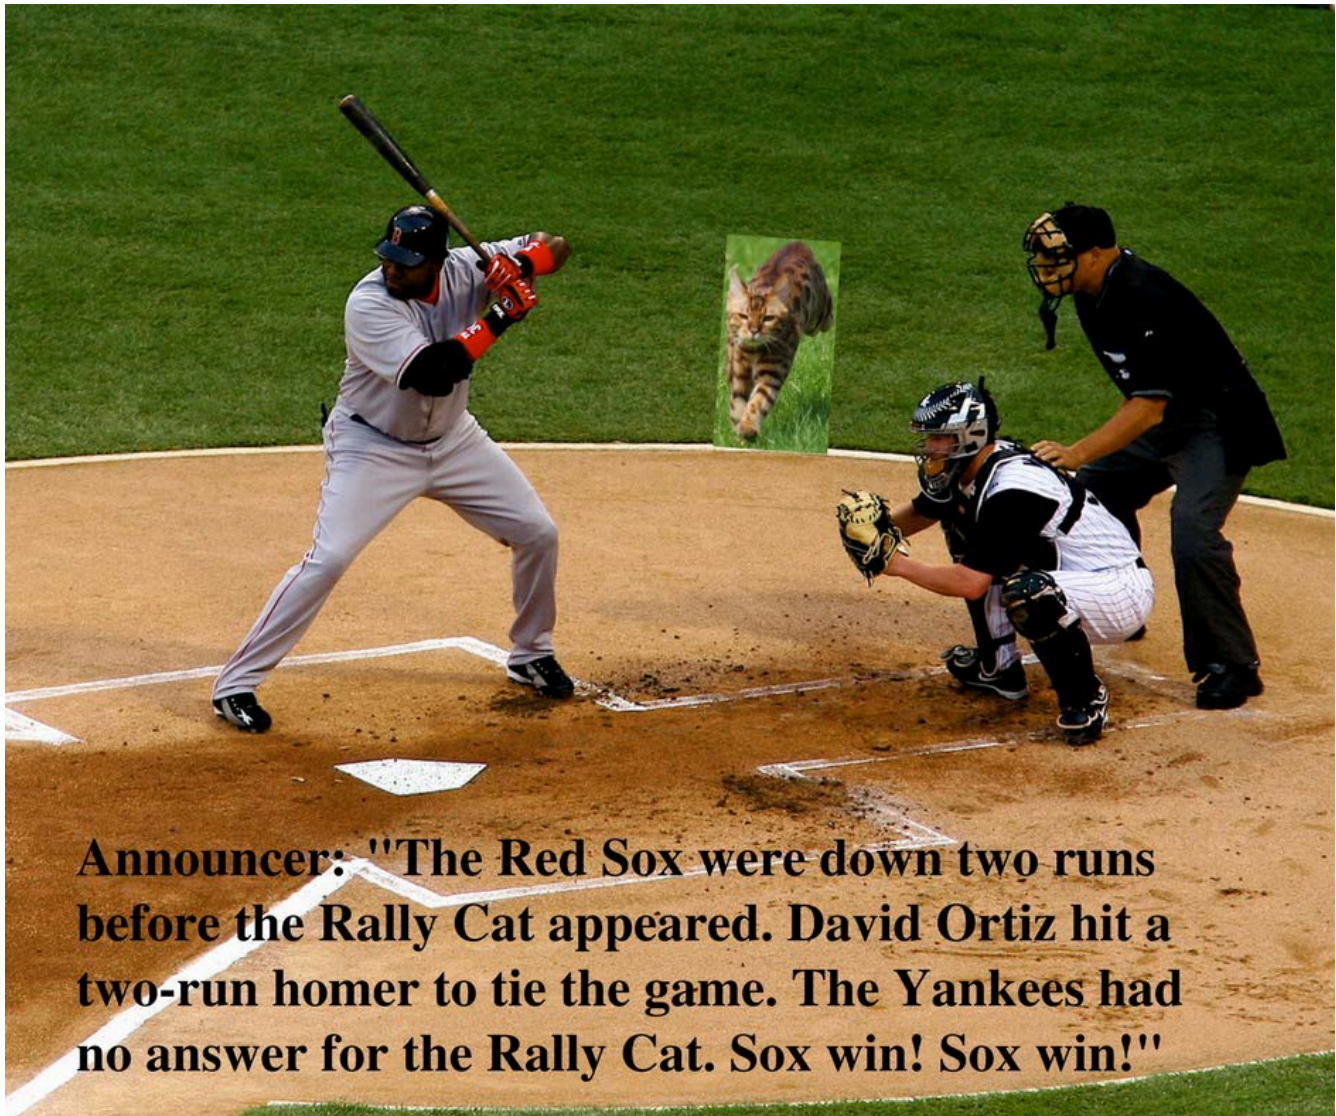 B
Announcer: "The Red Sox were down two runs
before the Rally Cat appeared. David Ortiz hit a
two-run homer to tie the game. The Yankees had
no answer for the Rally Cat. Sox win! Sox win!"